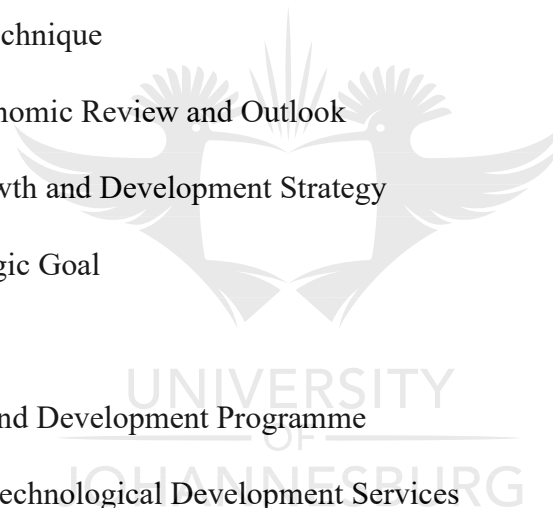 chnique
nomic Review and Outlook
wth and Development Strategy
gic Goal
UNIVERSITY
nd Development Programme
OF
echnological Development Services
JOHANNESBURG